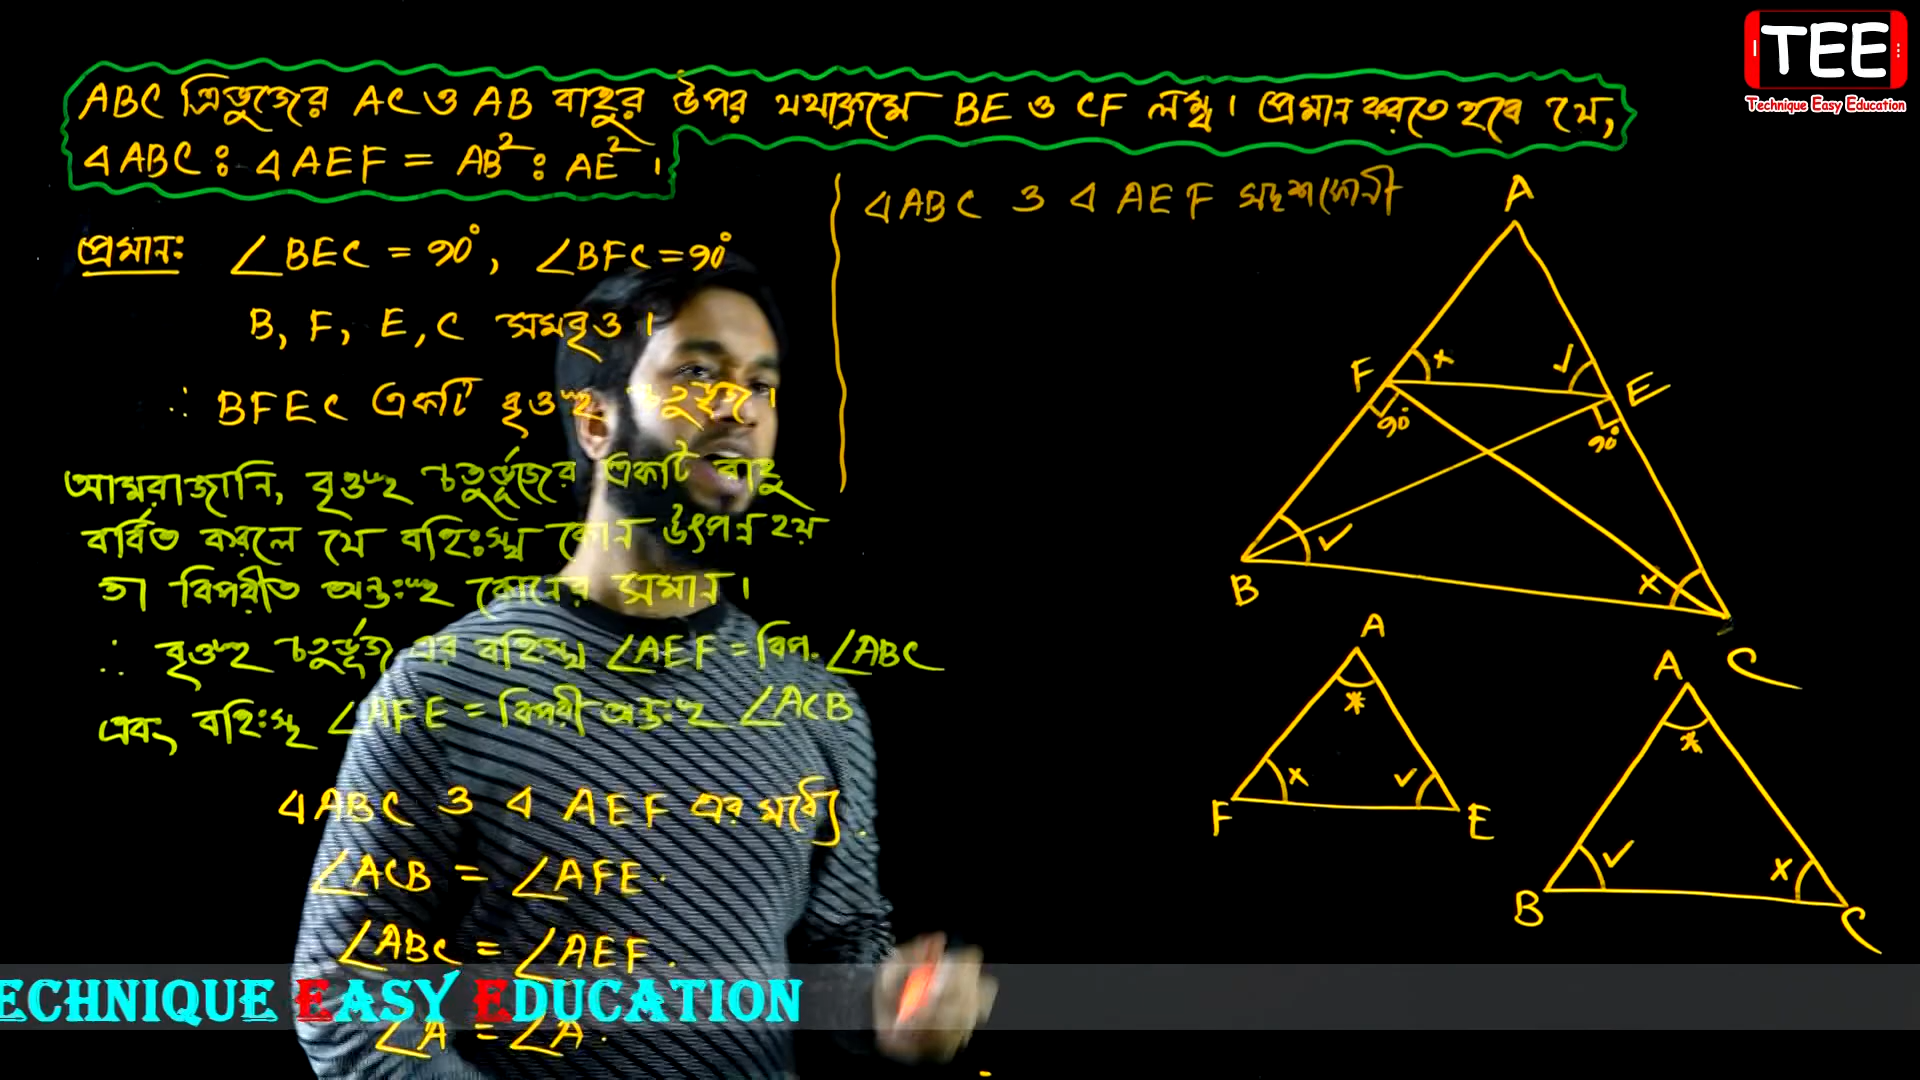 TEE
Technique Easy Education
ABC ত্রিভুজের AC ও AB বাহুর উপর যথাক্রমে BE ও CF লম্ব। প্রমান করতে হবে যে,
△ABC : △AEF = AB² : AE² ।
△ABC ও △AEF সদৃশকোনী
প্রমান: ∠BEC = 90°, ∠BFC = 90°
B, F, E, C সমবৃত্ত।
∴ BFEC একটি বৃত্তস্থ চতুর্ভুজ।
আমরা জানি, বৃত্তস্থ চতুর্ভূজের একটি বাহু
বর্ধিত করলে যে বহিঃস্থ কোন উৎপন্ন হয়
তা বিপরীত অন্তঃস্থ কোনের সমান।
∴ বৃত্তস্থ চতুর্ভূজ এর বহিঃস্থ ∠AEF = বিপ. ∠ABC
এবং বহিঃস্থ ∠AFE = বিপরী অন্তঃস্থ ∠ACB
△ABC ও △AEF এর মধ্যে
∠ACB = ∠AFE.
∠ABC = ∠AEF.
∠A = ∠A.
A
F x ✓ E
90° 90°
B ✓ x C
A
*
F x ✓ E
A
*
B ✓ x C
ECHNIQUE EASY EDUCATION